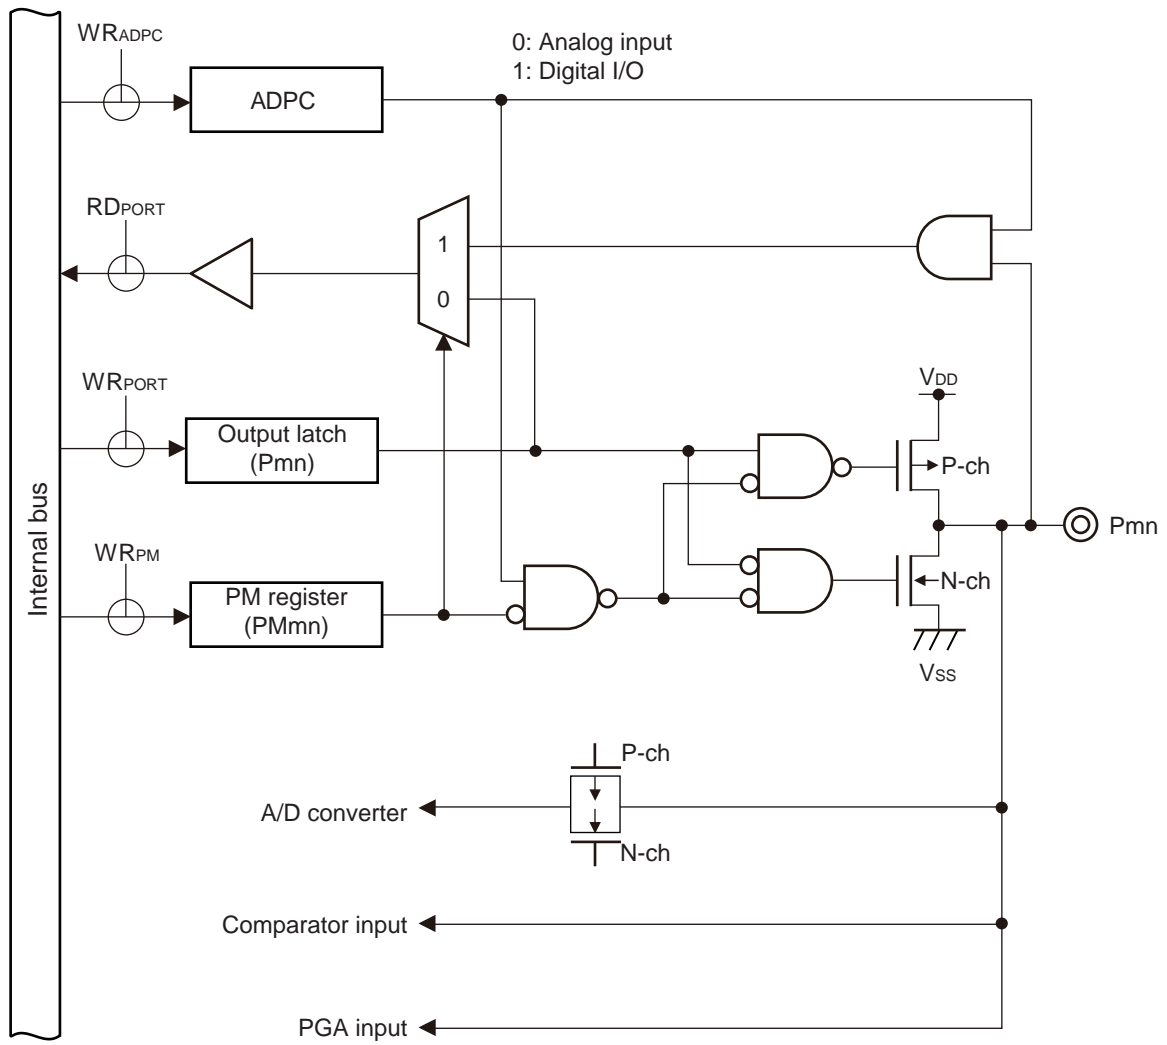 WRADPC
0: Analog input
1: Digital I/O
ADPC
RDPORT
1
0
WRPORT
VDD
Output latch
(Pmn)
P-ch
Pmn
Internal bus
WRPM
N-ch
PM register
(PMmn)
VSS
P-ch
A/D converter
N-ch
Comparator input
PGA input